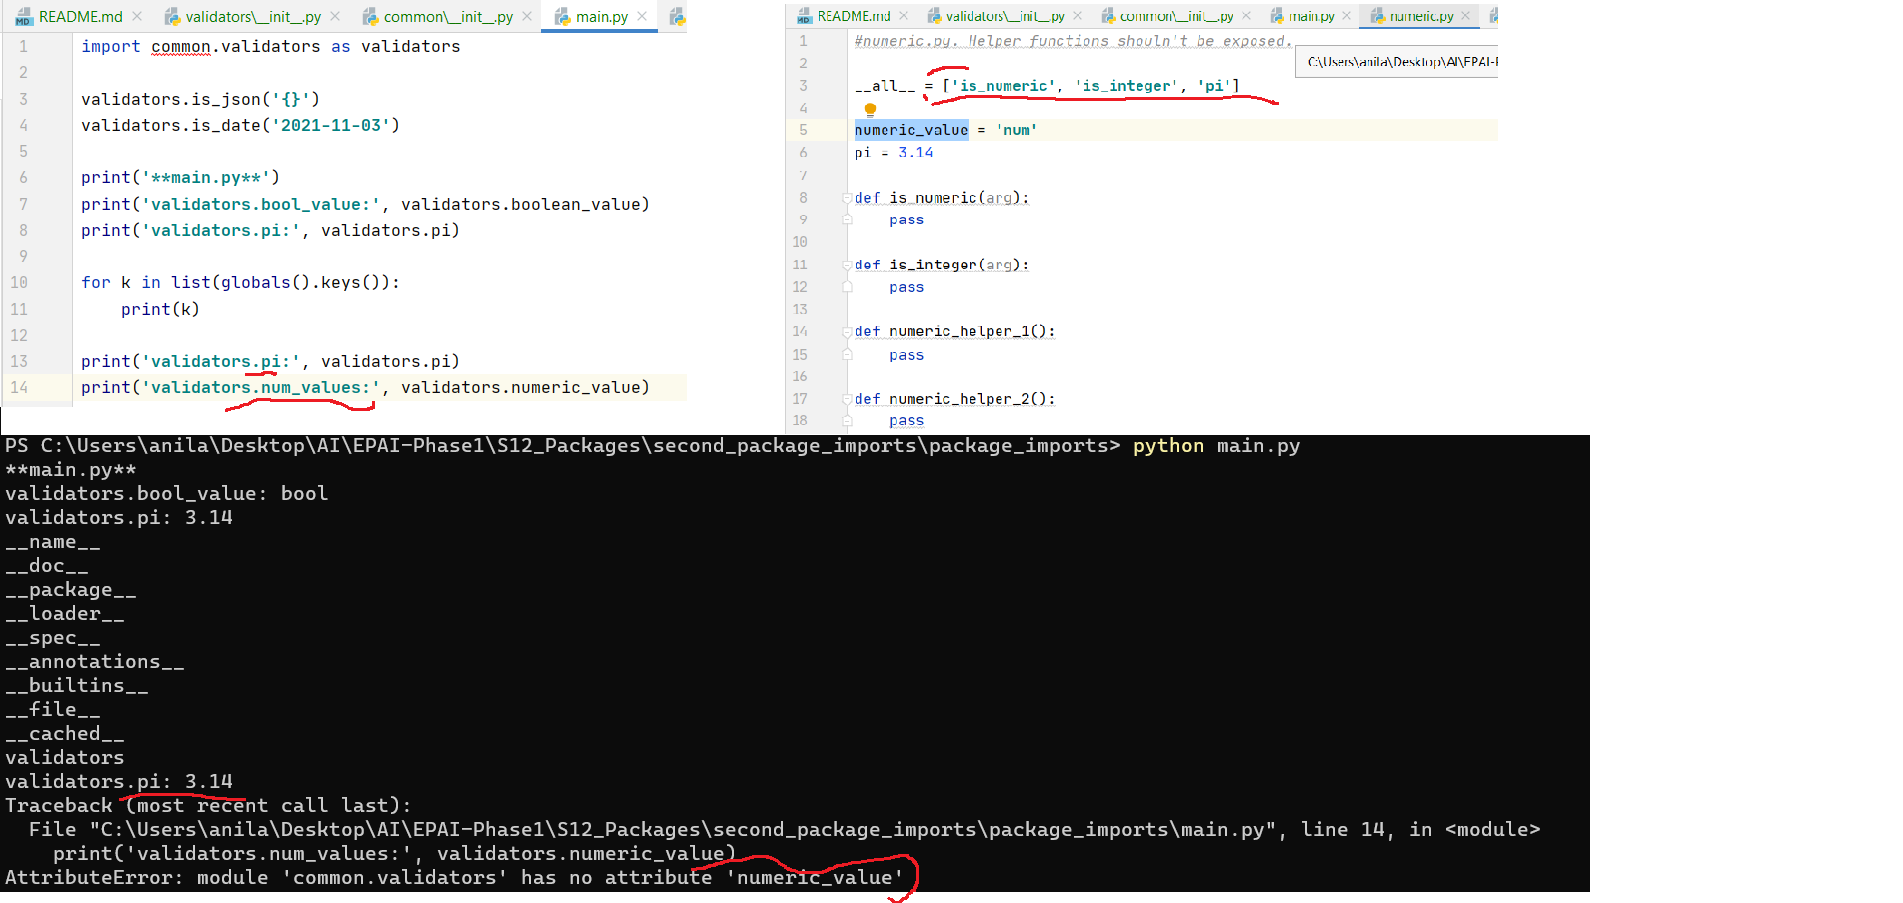 README.md validators\__init__.py common\__init__.py main.py
1 import common.validators as validators
2
3 validators.is_json('{}')
4 validators.is_date('2021-11-03')
5
6 print('**main.py**')
7 print('validators.bool_value:', validators.boolean_value)
8 print('validators.pi:', validators.pi)
9
10 for k in list(globals().keys()):
11 print(k)
12
13 print('validators.pi:', validators.pi)
14 print('validators.num_values:', validators.numeric_value)
README.md validators\__init__.py common\__init__.py main.py numeric.py
1 #numeric.py. Helper functions shouln't be exposed.
C:\Users\anila\Desktop\AI\EPAI-
2
3 __all__ = ['is_numeric', 'is_integer', 'pi']
4
5 numeric_value = 'num'
6 pi = 3.14
7
8 def is_numeric(arg):
9 pass
10
11 def is_integer(arg):
12 pass
13
14 def numeric_helper_1():
15 pass
16
17 def numeric_helper_2():
18 pass
PS C:\Users\anila\Desktop\AI\EPAI-Phase1\S12_Packages\second_package_imports\package_imports> python main.py
**main.py**
validators.bool_value: bool
validators.pi: 3.14
__name__
__doc__
__package__
__loader__
__spec__
__annotations__
__builtins__
__file__
__cached__
validators
validators.pi: 3.14
Traceback (most recent call last):
File "C:\Users\anila\Desktop\AI\EPAI-Phase1\S12_Packages\second_package_imports\package_imports\main.py", line 14, in <module>
print('validators.num_values:', validators.numeric_value)
AttributeError: module 'common.validators' has no attribute 'numeric_value'